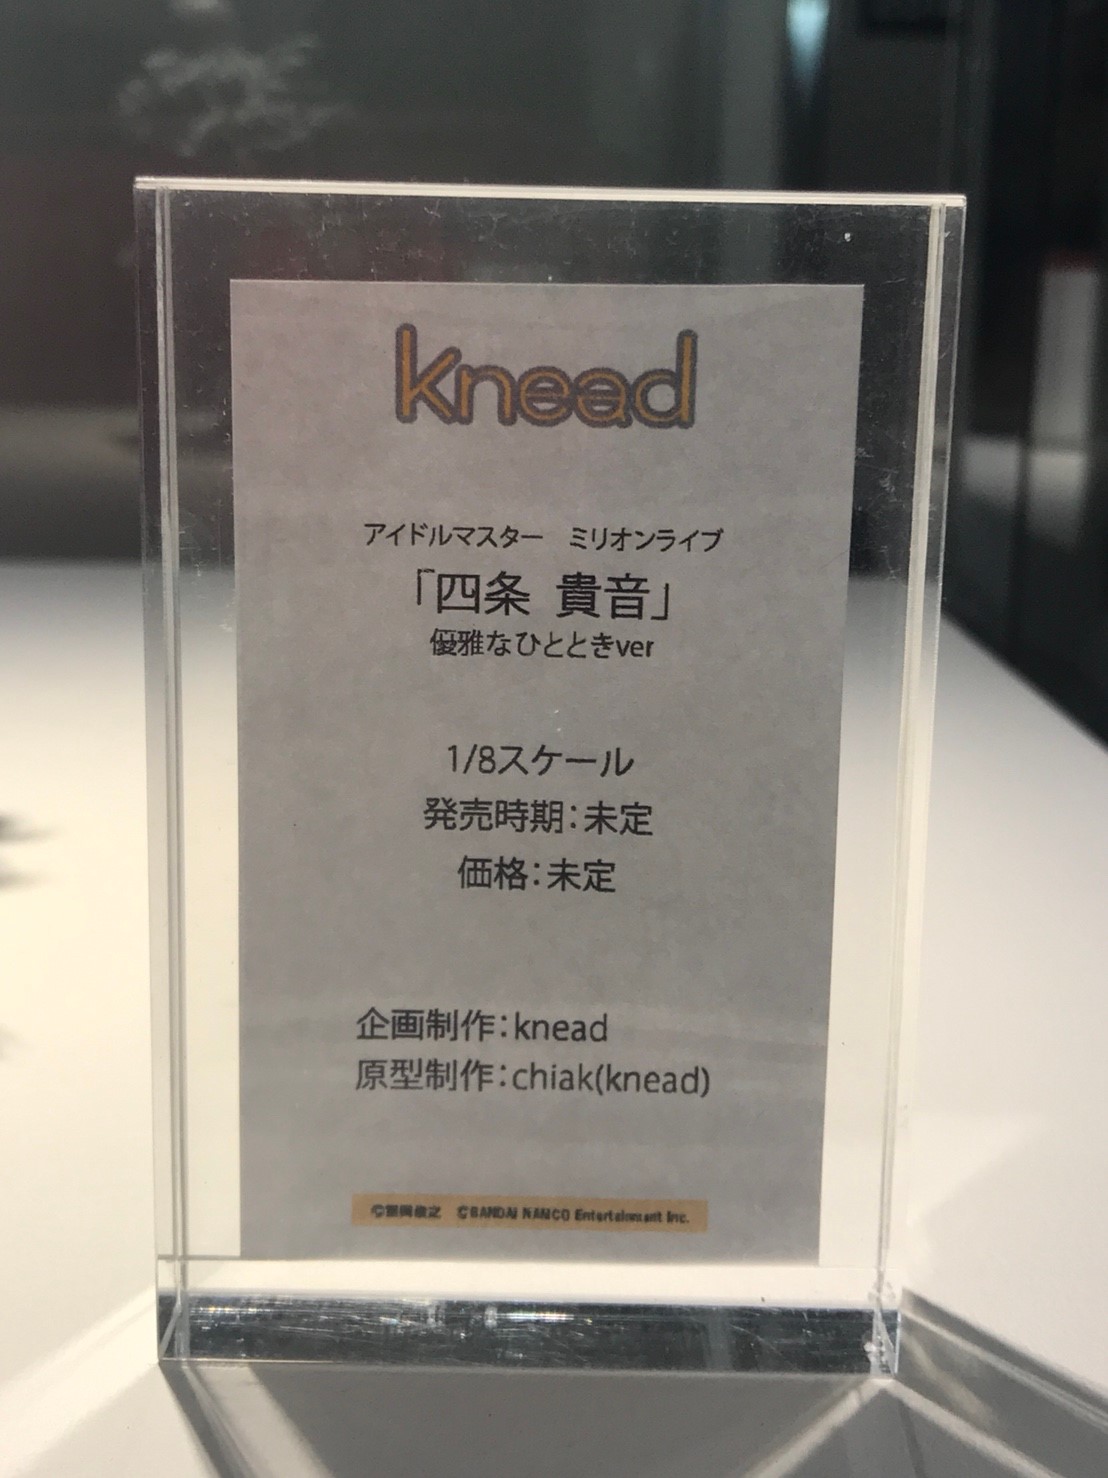 knead
アイドルマスター　ミリオンライブ
「四条 貴音」
優雅なひとときver
1/8スケール
発売時期：未定
価格：未定
企画制作：knead
原型制作：chiak(knead)
©BANDAI NAMCO Entertainment Inc.